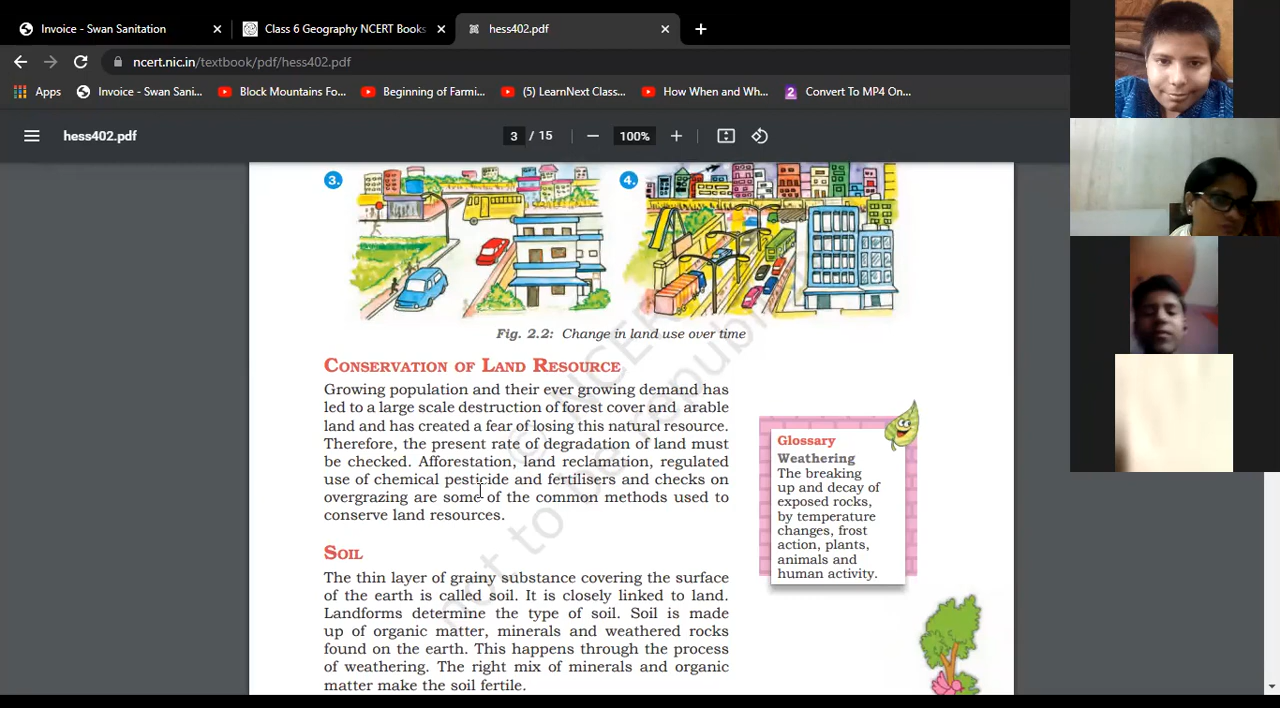 Invoice - Swan Sanitation
Class 6 Geography NCERT Books
hess402.pdf
ncert.nic.in/textbook/pdf/hess402.pdf
Apps
Invoice - Swan Sani...
Block Mountains Fo...
Beginning of Farmi...
(5) LearnNext Class...
How When and Wh...
Convert To MP4 On...
hess402.pdf
3 / 15
100%
3.
4.
Fig. 2.2: Change in land use over time
CONSERVATION OF LAND RESOURCE
Growing population and their ever growing demand has
led to a large scale destruction of forest cover and arable
land and has created a fear of losing this natural resource.
Therefore, the present rate of degradation of land must
be checked. Afforestation, land reclamation, regulated
use of chemical pesticide and fertilisers and checks on
overgrazing are some of the common methods used to
conserve land resources.
Glossary
Weathering
The breaking
up and decay of
exposed rocks,
by temperature
changes, frost
action, plants,
animals and
human activity.
SOIL
The thin layer of grainy substance covering the surface
of the earth is called soil. It is closely linked to land.
Landforms determine the type of soil. Soil is made
up of organic matter, minerals and weathered rocks
found on the earth. This happens through the process
of weathering. The right mix of minerals and organic
matter make the soil fertile.
© NCERT
not to be republi